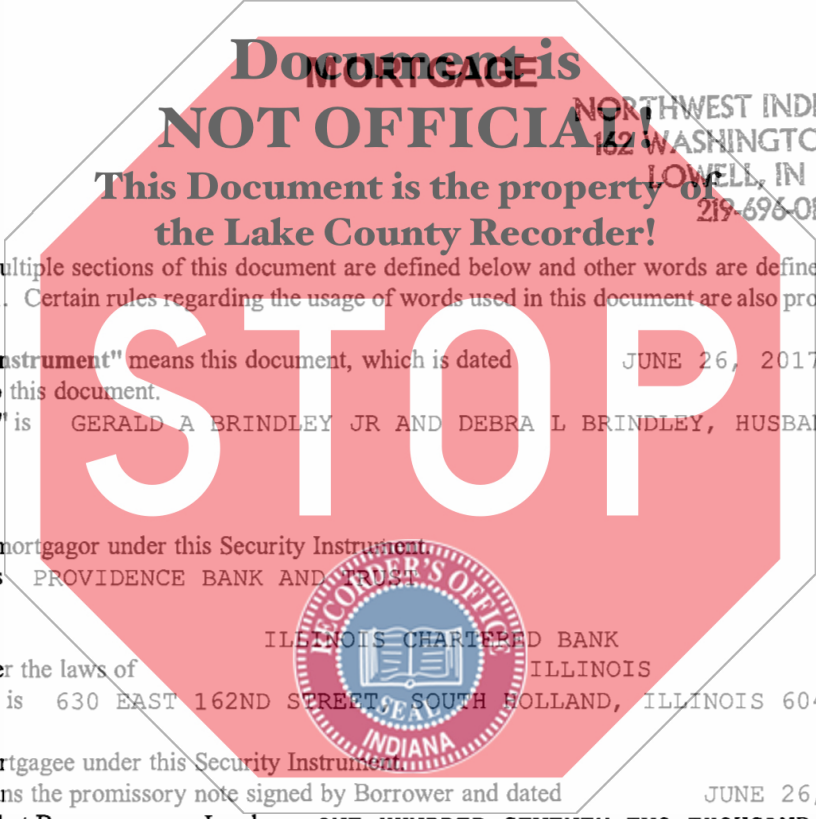 Document is
MORTGAGE
NOT OFFICIAL!
NORTHWEST INDI
162 WASHINGTO
This Document is the property of
LOWELL, IN
219-696-0
the Lake County Recorder!
ultiple sections of this document are defined below and other words are define
. Certain rules regarding the usage of words used in this document are also pro
STOP
nstrument" means this document, which is dated JUNE 26, 2017
this document.
" is GERALD A BRINDLEY JR AND DEBRA L BRINDLEY, HUSBA
mortgagor under this Security Instrument.
s PROVIDENCE BANK AND TRUST
RECORDER'S OFFICE
ILLINOIS CHARTERED BANK
er the laws of ILLINOIS
is 630 EAST 162ND STREET, SOUTH HOLLAND, ILLINOIS 604
SEAL
INDIANA
rtgagee under this Security Instrument.
ns the promissory note signed by Borrower and dated JUNE 26,